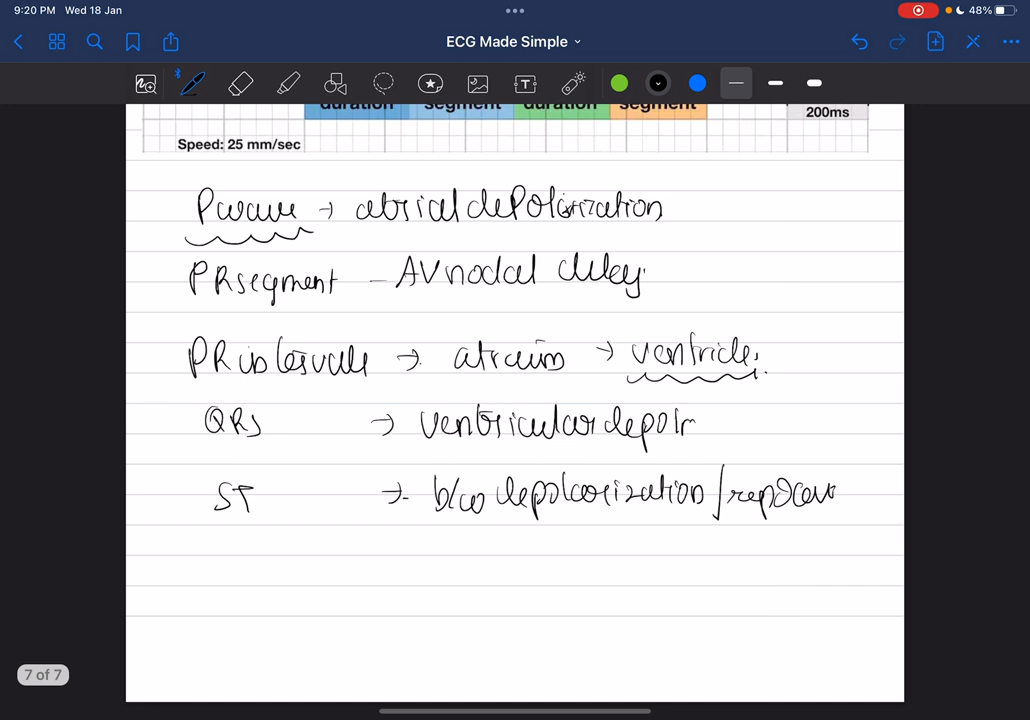 9:20 PM Wed 18 Jan
48%
ECG Made Simple
duration segment duration segment
200ms
Speed: 25 mm/sec
P wave → atrial depolarization
PR segment - AV nodal delay
PR intervale → atraium → ventricle
QRS → ventricular depolr
ST → b/w depolarization / repolar
7 of 7